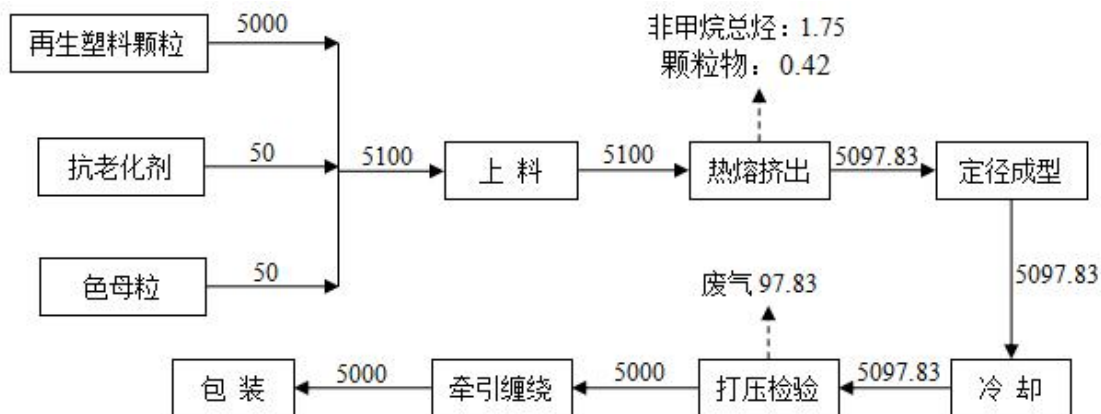 再生塑料颗粒
5000
抗老化剂
50
色母粒
50
5100
上 料
5100
非甲烷总烃：1.75
颗粒物：0.42
热熔挤出
5097.83
定径成型
5097.83
冷 却
5097.83
废气 97.83
打压检验
5000
牵引缠绕
5000
包 装